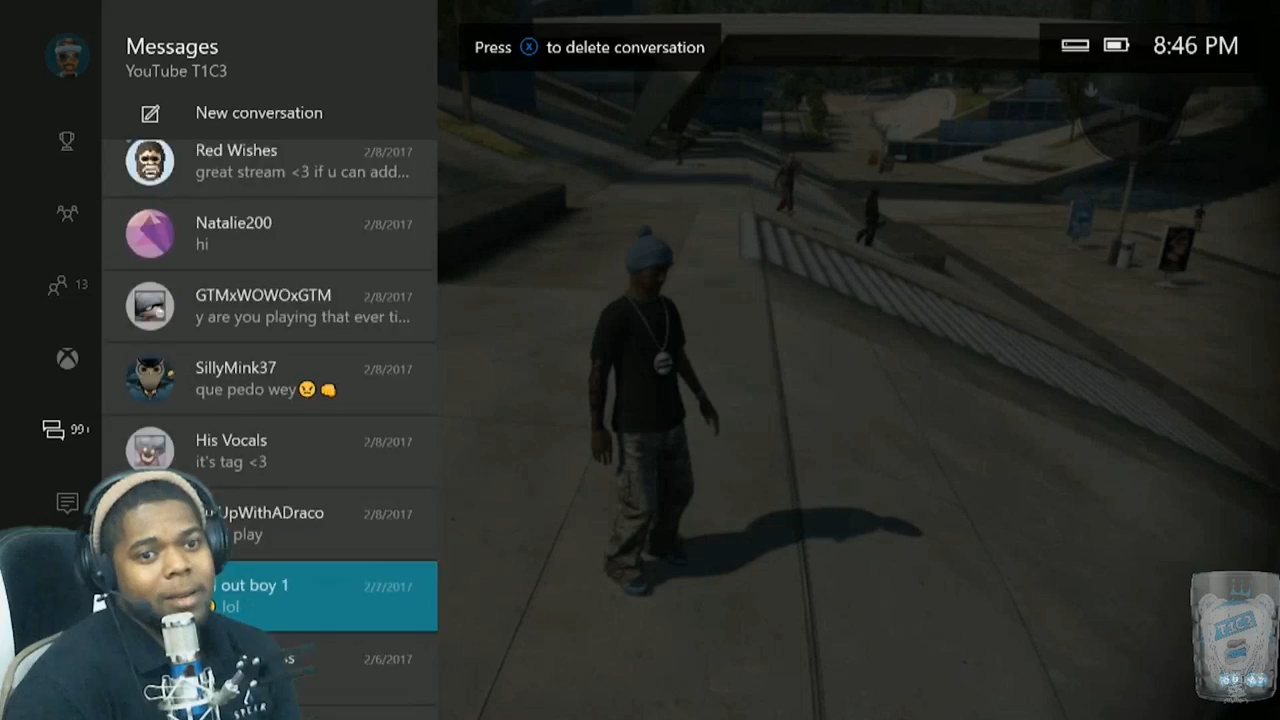 Messages
YouTube T1C3
Press X to delete conversation
8:46 PM
New conversation
Red Wishes 2/8/2017
great stream <3 if u can add...
Natalie200 2/8/2017
hi
GTMxWOWOxGTM 2/8/2017
y are you playing that ever ti...
13
SillyMink37 2/8/2017
que pedo wey😠👊
99+
His Vocals 2/8/2017
it's tag <3
UpWithADraco 2/8/2017
play
out boy 1 2/7/2017
lol
2/6/2017
T1C3